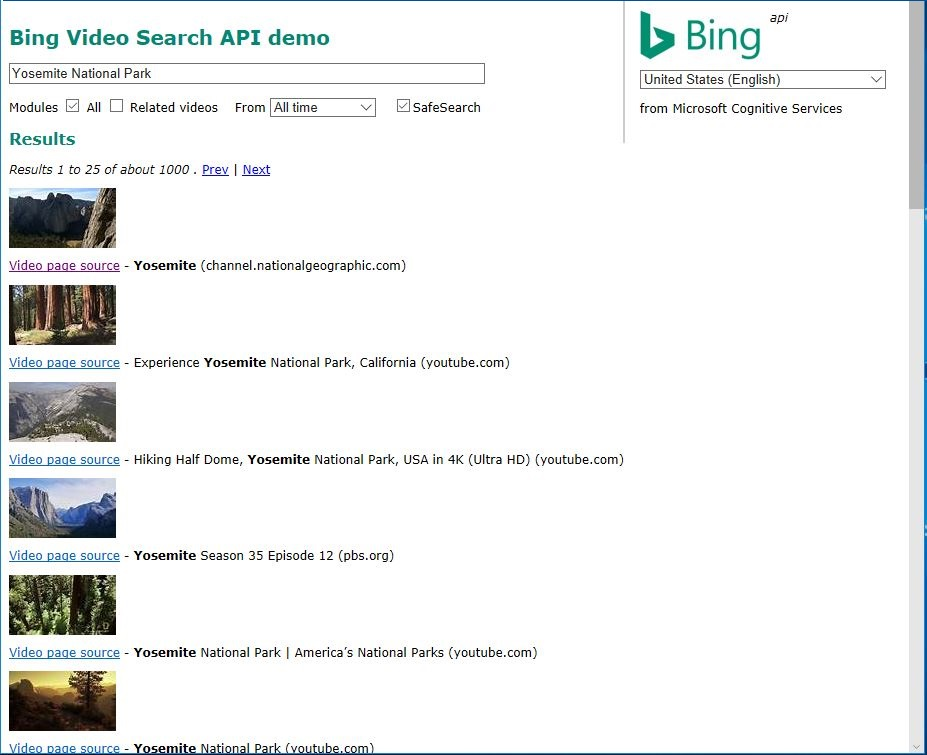 Bing Video Search API demo
Yosemite National Park
Modules All Related videos From All time SafeSearch
Bing api
United States (English)
from Microsoft Cognitive Services
Results
Results 1 to 25 of about 1000 . Prev | Next
Video page source - Yosemite (channel.nationalgeographic.com)
Video page source - Experience Yosemite National Park, California (youtube.com)
Video page source - Hiking Half Dome, Yosemite National Park, USA in 4K (Ultra HD) (youtube.com)
Video page source - Yosemite Season 35 Episode 12 (pbs.org)
Video page source - Yosemite National Park | America’s National Parks (youtube.com)
Video page source - Yosemite National Park (youtube.com)